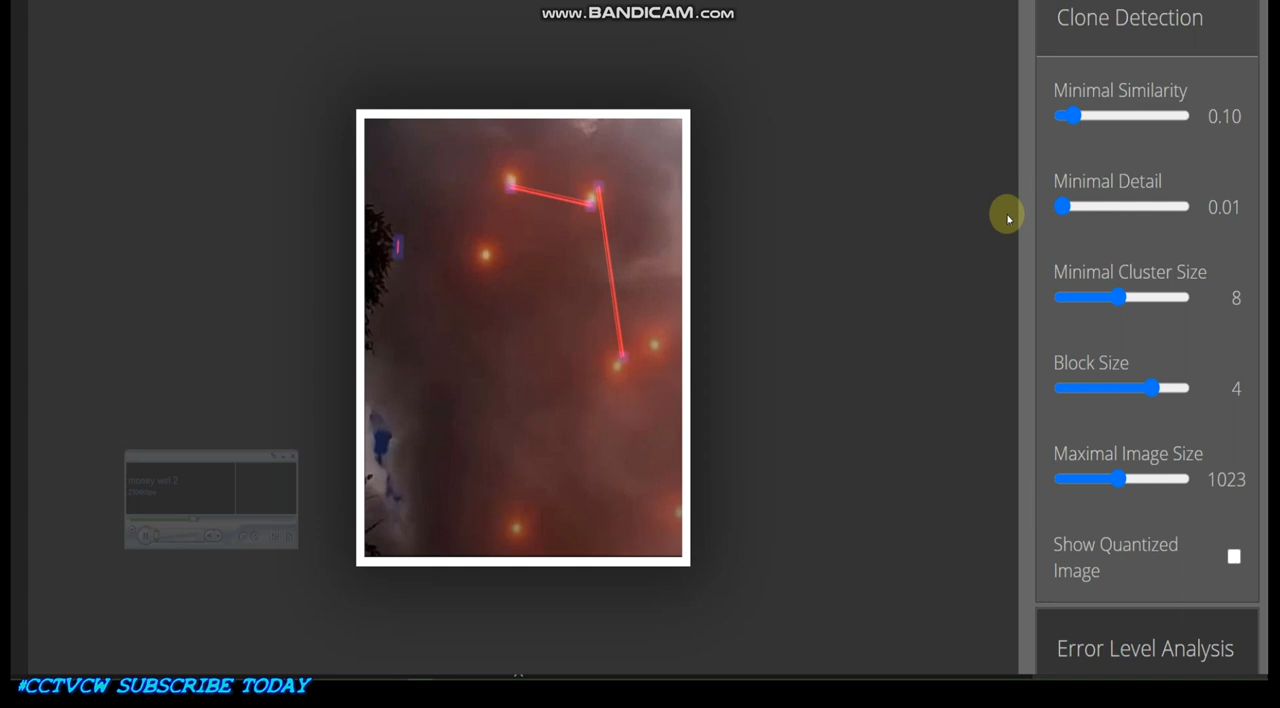 www.BANDICAM.com
Clone Detection
Minimal Similarity
0.10
Minimal Detail
0.01
Minimal Cluster Size
8
Block Size
4
Maximal Image Size
1023
Show Quantized
Image
Error Level Analysis
#CCTVCW SUBSCRIBE TODAY